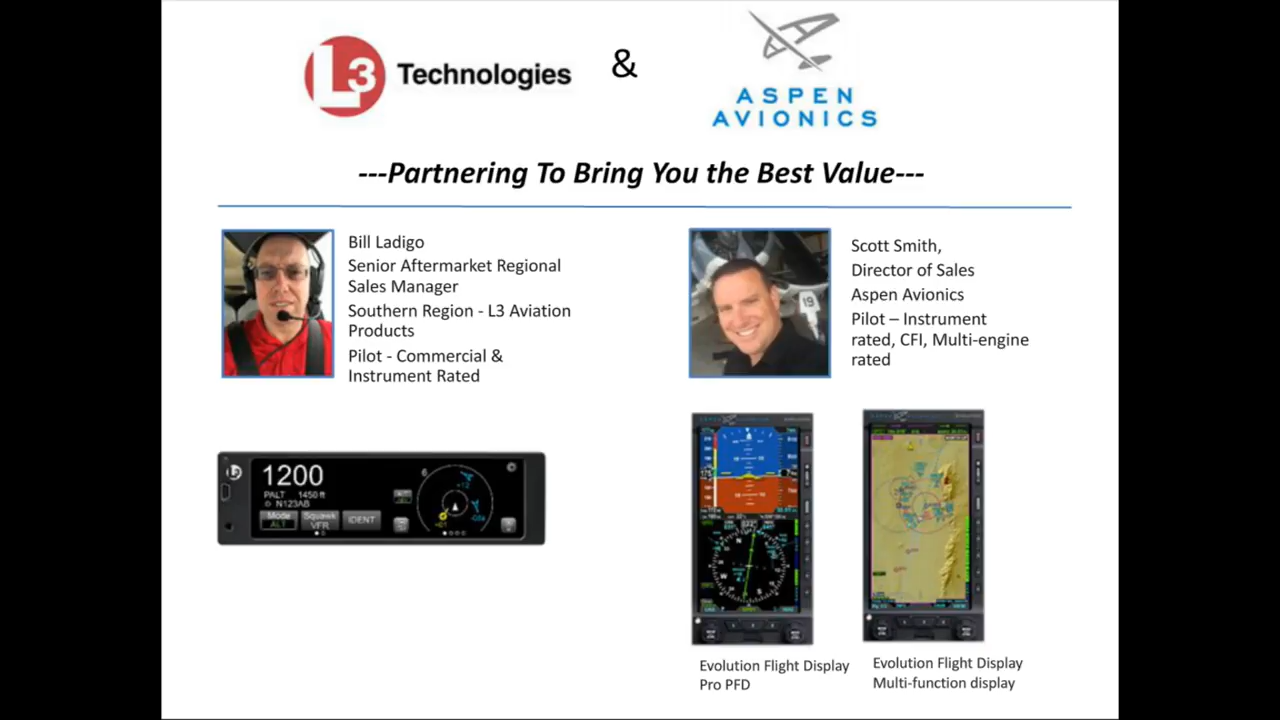 L3 Technologies
&
ASPEN
AVIONICS
---Partnering To Bring You the Best Value---
Bill Ladigo
Senior Aftermarket Regional
Sales Manager
Southern Region - L3 Aviation
Products
Pilot - Commercial &
Instrument Rated
Scott Smith,
Director of Sales
Aspen Avionics
Pilot – Instrument
rated, CFI, Multi-engine
rated
19
L3
1200
PALT 1450 ft
N123AB
Mode
ALT
Squawk
VFR
IDENT
6
Evolution Flight Display
Pro PFD
Evolution Flight Display
Multi-function display